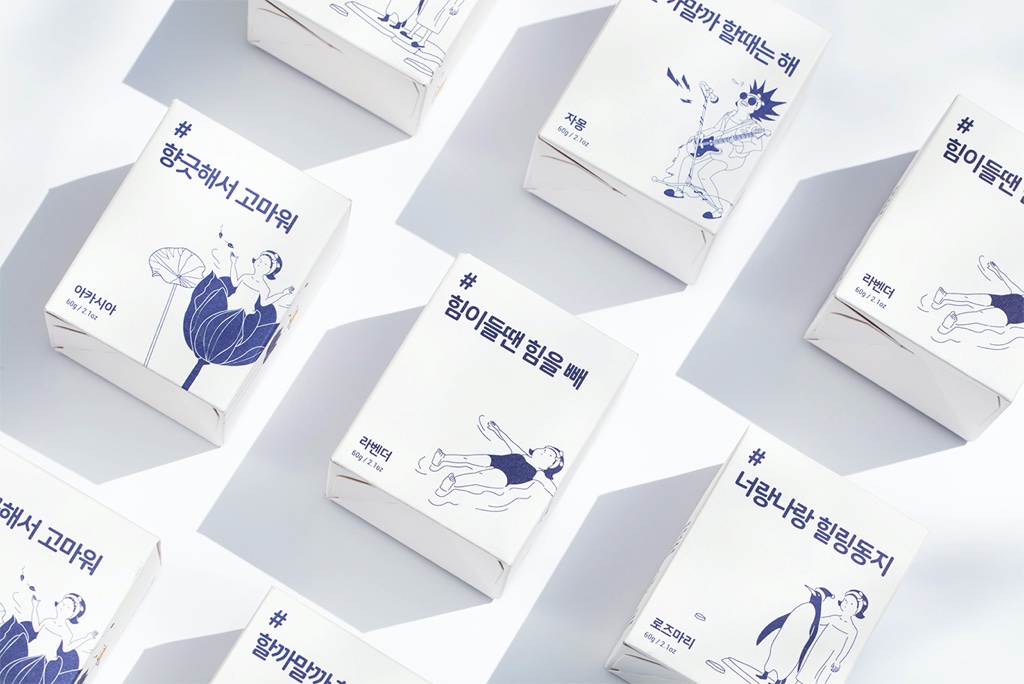 까말까 할때는 해
자몽
60g / 2.1oz
#
향긋해서 고마워
아카시아
60g / 2.1oz
#
힘이들땐 힘을 빼
라벤더
60g / 2.1oz
#
힘이들땐
라벤더
60g / 2.1oz
#
너랑나랑 힐링동지
로즈마리
60g / 2.1oz
해서 고마워
#
할까말까